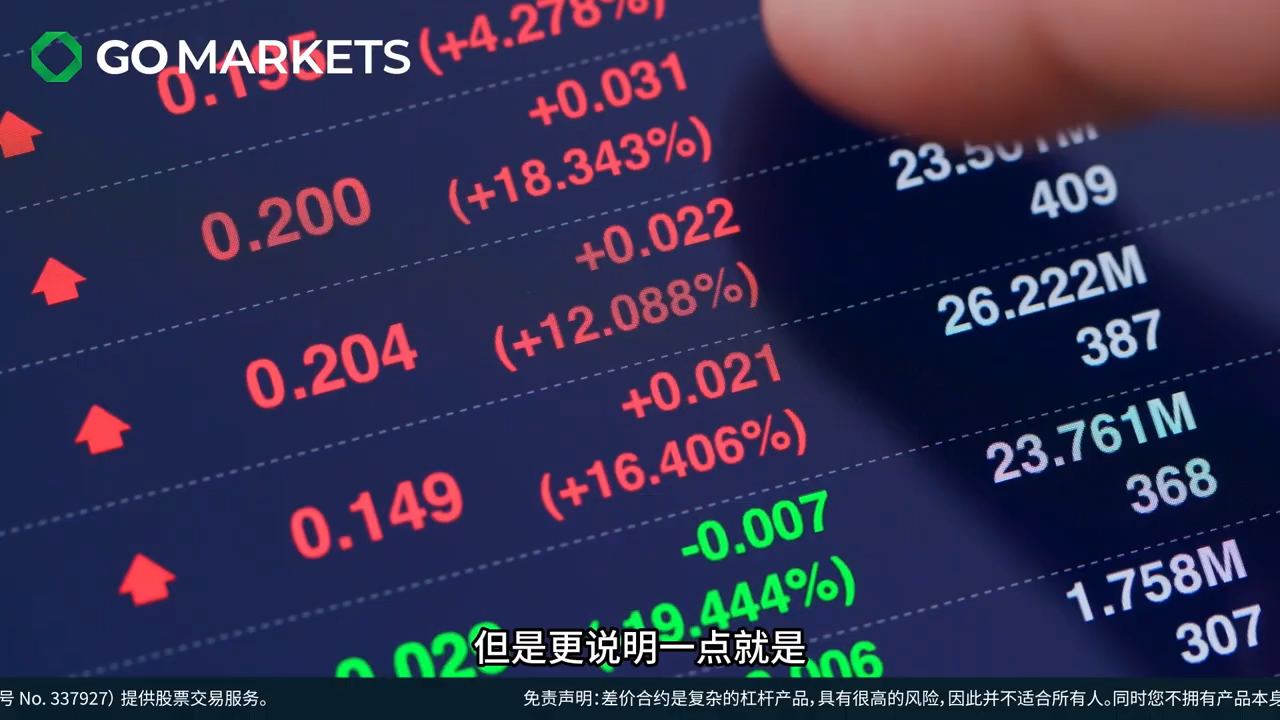 GO MARKETS
0.195 (+4.278%)
+0.031
0.200 (+18.343%) 409
+0.022 26.222M
0.204 (+12.088%) 387
+0.021 23.761M
0.149 (+16.406%) 368
-0.007 1.758M
19.444%) 307
但是更说明一点就是
号 No. 337927）提供股票交易服务。
免责声明：差价合约是复杂的杠杆产品，具有很高的风险，因此并不适合所有人。同时您不拥有产品本身